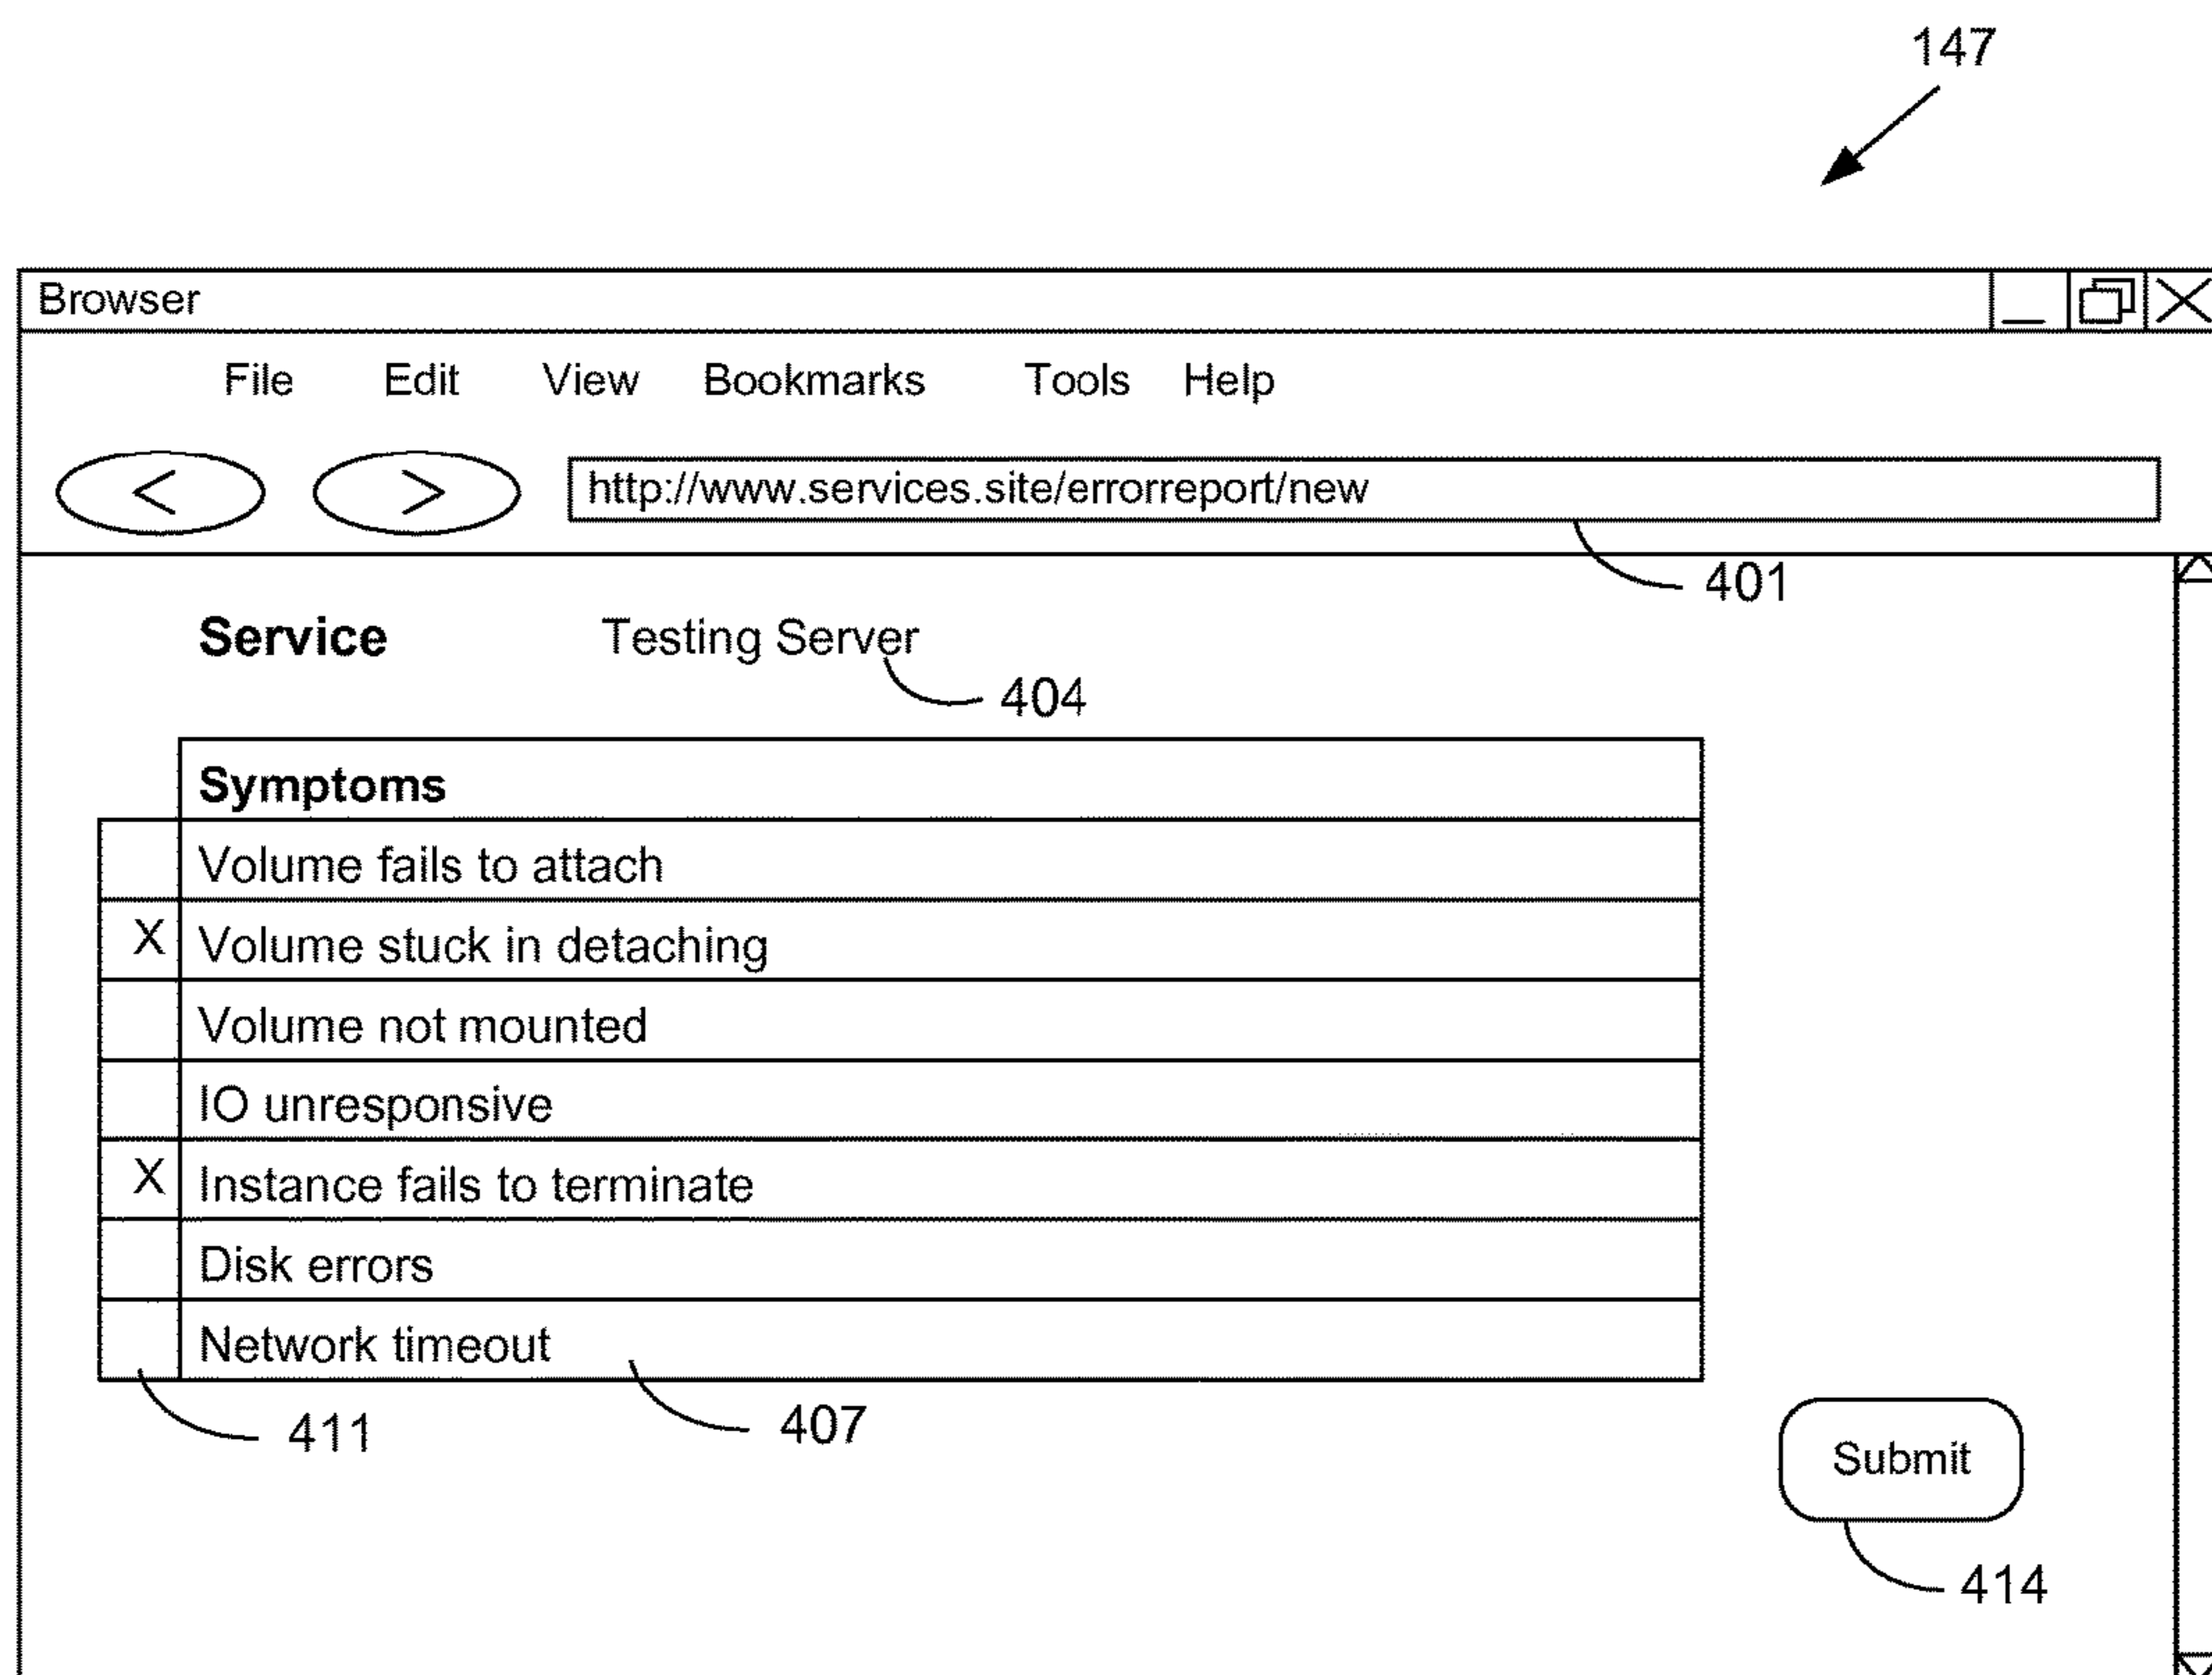 147
Browser
File Edit View Bookmarks Tools Help
< > http://www.services.site/errorreport/new
401
Service Testing Server
404
Symptoms
Volume fails to attach
X Volume stuck in detaching
Volume not mounted
IO unresponsive
X Instance fails to terminate
Disk errors
Network timeout
411 407
Submit
414